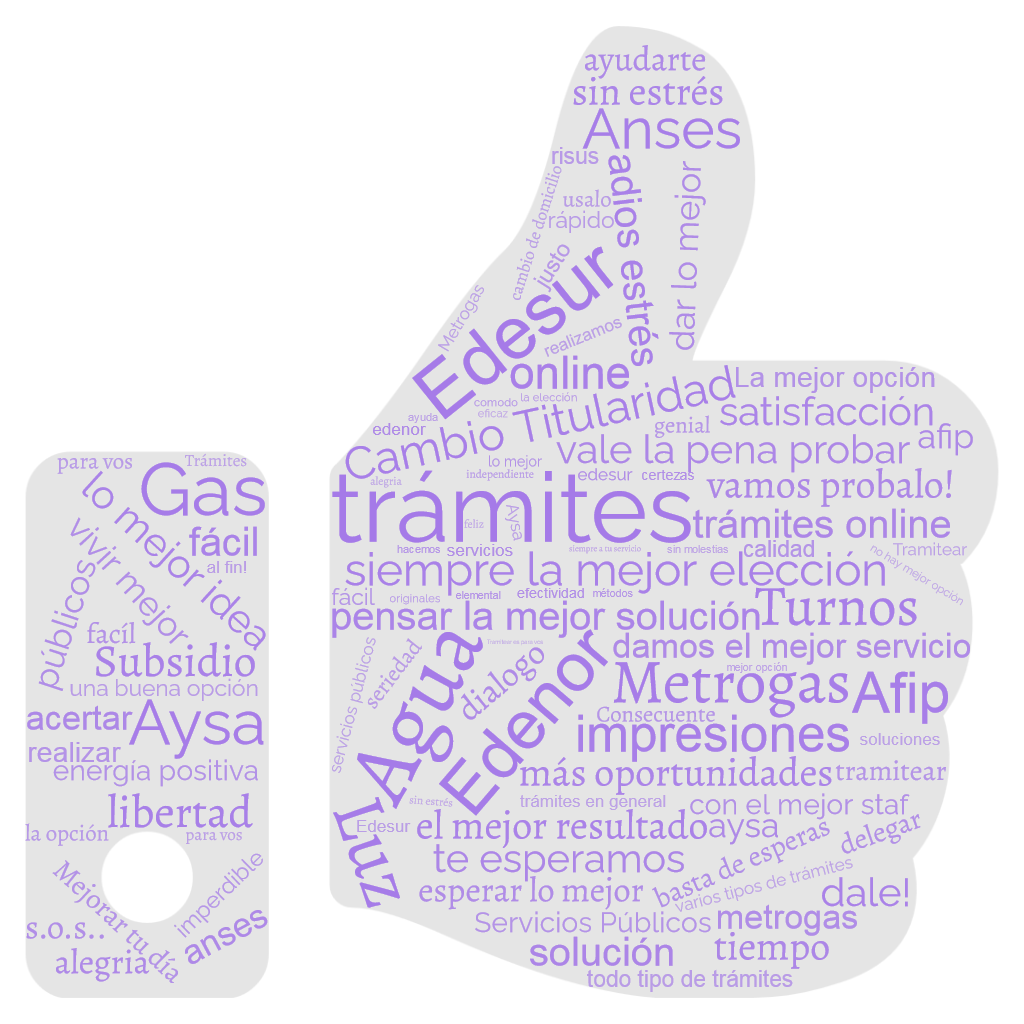 ayudarte
sin estrés
Anses
risus
adios estrés
dar lo mejor
cambio de domicilio
usalo
rápido
justo
Edesur
Metrogas
realizamos
online
La mejor opción
comodo
la elección
eficaz
ayuda
edenor
Cambio Titularidad
satisfacción
genial
afip
vale la pena probar
lo mejor
independiente
alegria
edesur
certezas
vamos probalo!
trámites
feliz
Aysa
trámites online
hacemos
servicios
siempre a tu servicio
sin molestias
calidad
Tramitear
no hay mejor opción
siempre la mejor elección
fácil
originales
elemental
efectividad
métodos
Turnos
pensar la mejor solución
Tramitear es para vos
damos el mejor servicio
servicios públicos
seriedad
Agua
dialogo
Edenor
mejor opción
Metrogas
Afip
Consecuente
impresiones
soluciones
más oportunidades
tramitear
sin estrés
trámites en general
con el mejor staf
Luz
Edesur
el mejor resultado
aysa
basta de esperas
delegar
te esperamos
varios tipos de trámites
esperar lo mejor
dale!
Servicios Públicos
metrogas
solución
tiempo
todo tipo de trámites
para vos
Trámites
Gas
lo mejor idea
vivir mejor
fácil
al fin!
públicos
facíl
Subsidio
una buena opción
acertar
Aysa
realizar
energía positiva
libertad
la opción
para vos
Mejorar tu día
imperdible
s.o.s..
anses
alegria